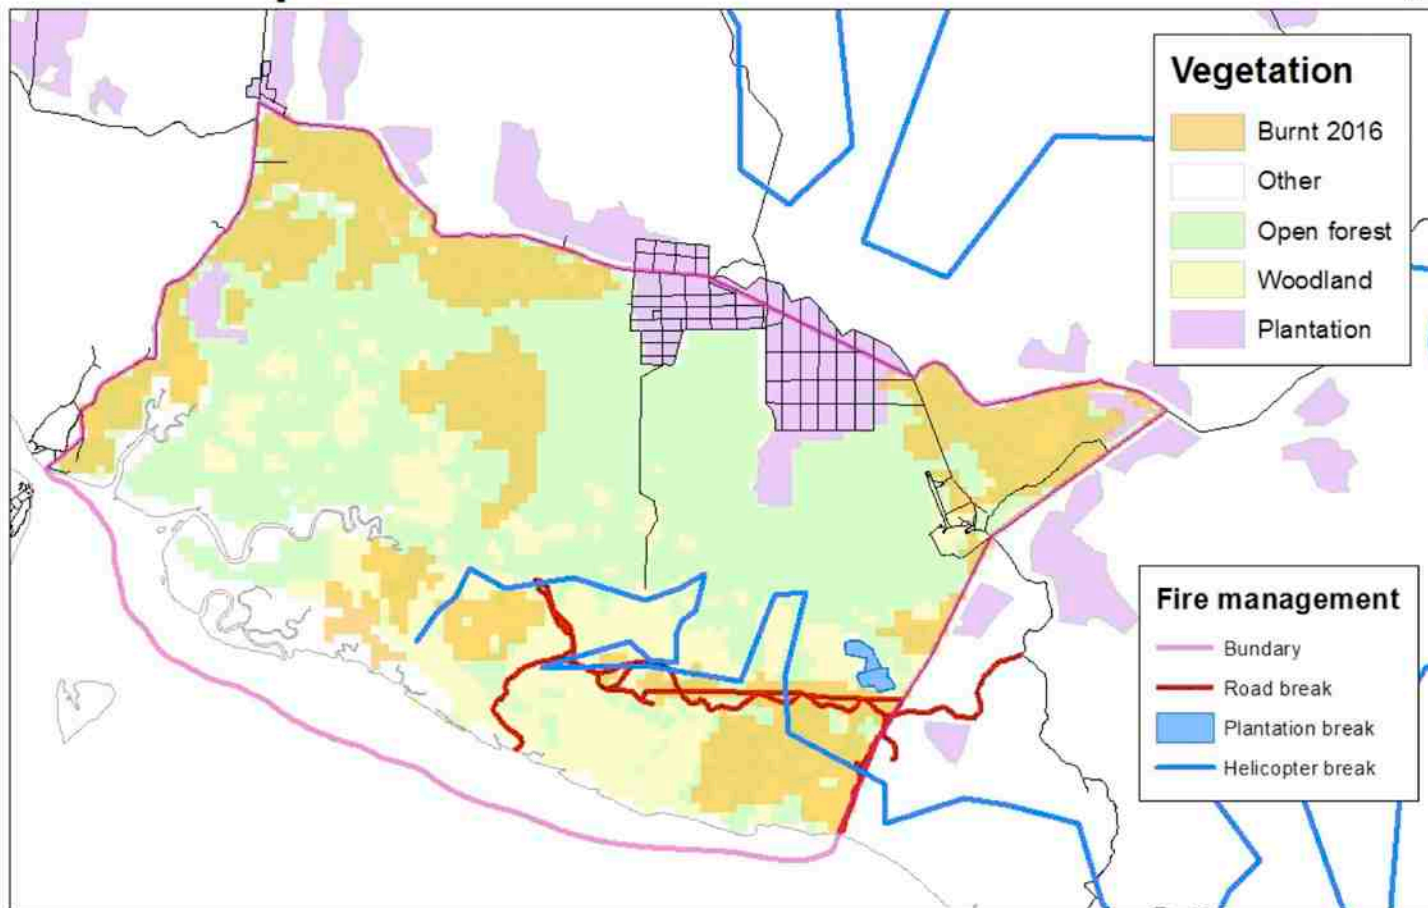 Vegetation
Burnt 2016
Other
Open forest
Woodland
Plantation
Fire management
Bundary
Road break
Plantation break
Helicopter break